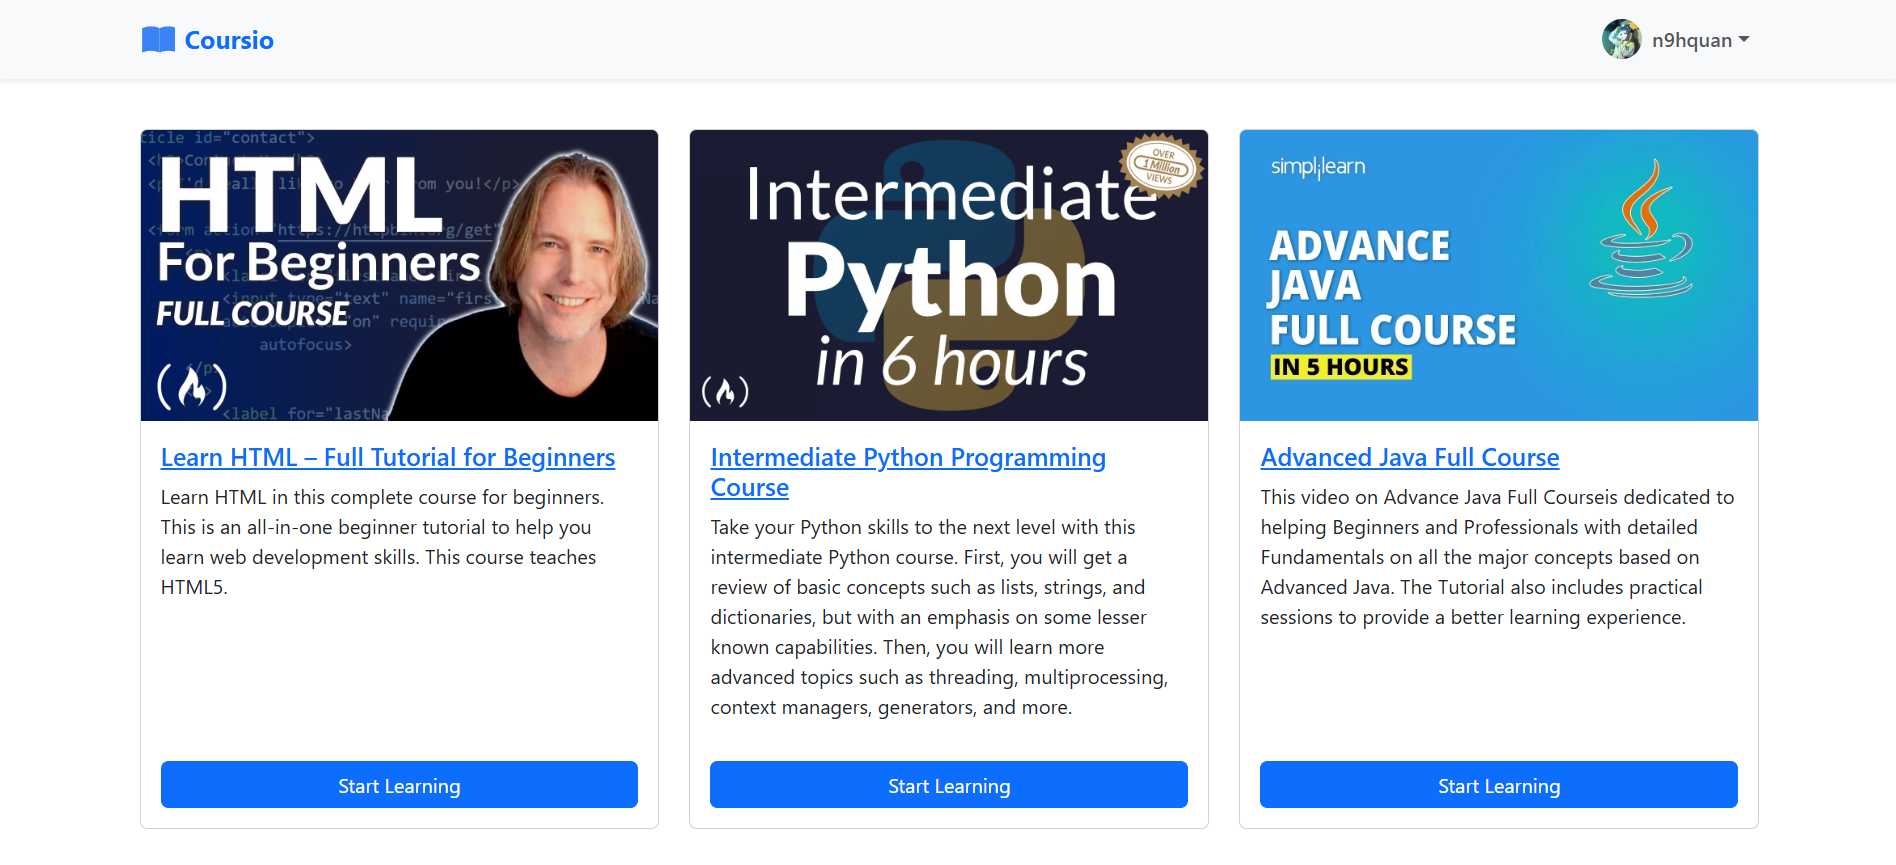 Coursio
n9hquan
ticle id="contact">
HTML
For Beginners
FULL COURSE
autofocus>
<label for="lastNa
OVER
1 Million
VIEWS
Intermediate
Python
in 6 hours
simplilearn
ADVANCE
JAVA
FULL COURSE
IN 5 HOURS
Learn HTML – Full Tutorial for Beginners
Learn HTML in this complete course for beginners.
This is an all-in-one beginner tutorial to help you
learn web development skills. This course teaches
HTML5.
Start Learning
Intermediate Python Programming
Course
Take your Python skills to the next level with this
intermediate Python course. First, you will get a
review of basic concepts such as lists, strings, and
dictionaries, but with an emphasis on some lesser
known capabilities. Then, you will learn more
advanced topics such as threading, multiprocessing,
context managers, generators, and more.
Start Learning
Advanced Java Full Course
This video on Advance Java Full Courseis dedicated to
helping Beginners and Professionals with detailed
Fundamentals on all the major concepts based on
Advanced Java. The Tutorial also includes practical
sessions to provide a better learning experience.
Start Learning